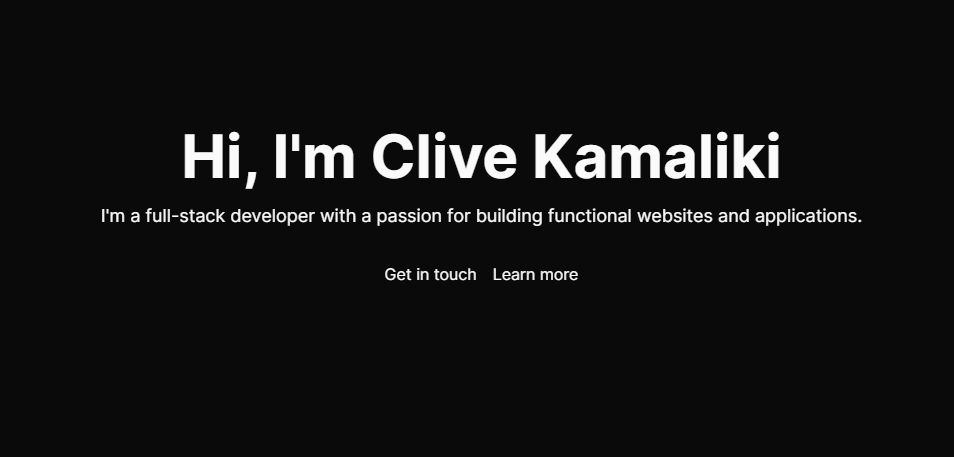 Hi, I'm Clive Kamaliki
I'm a full-stack developer with a passion for building functional websites and applications.
Get in touch Learn more